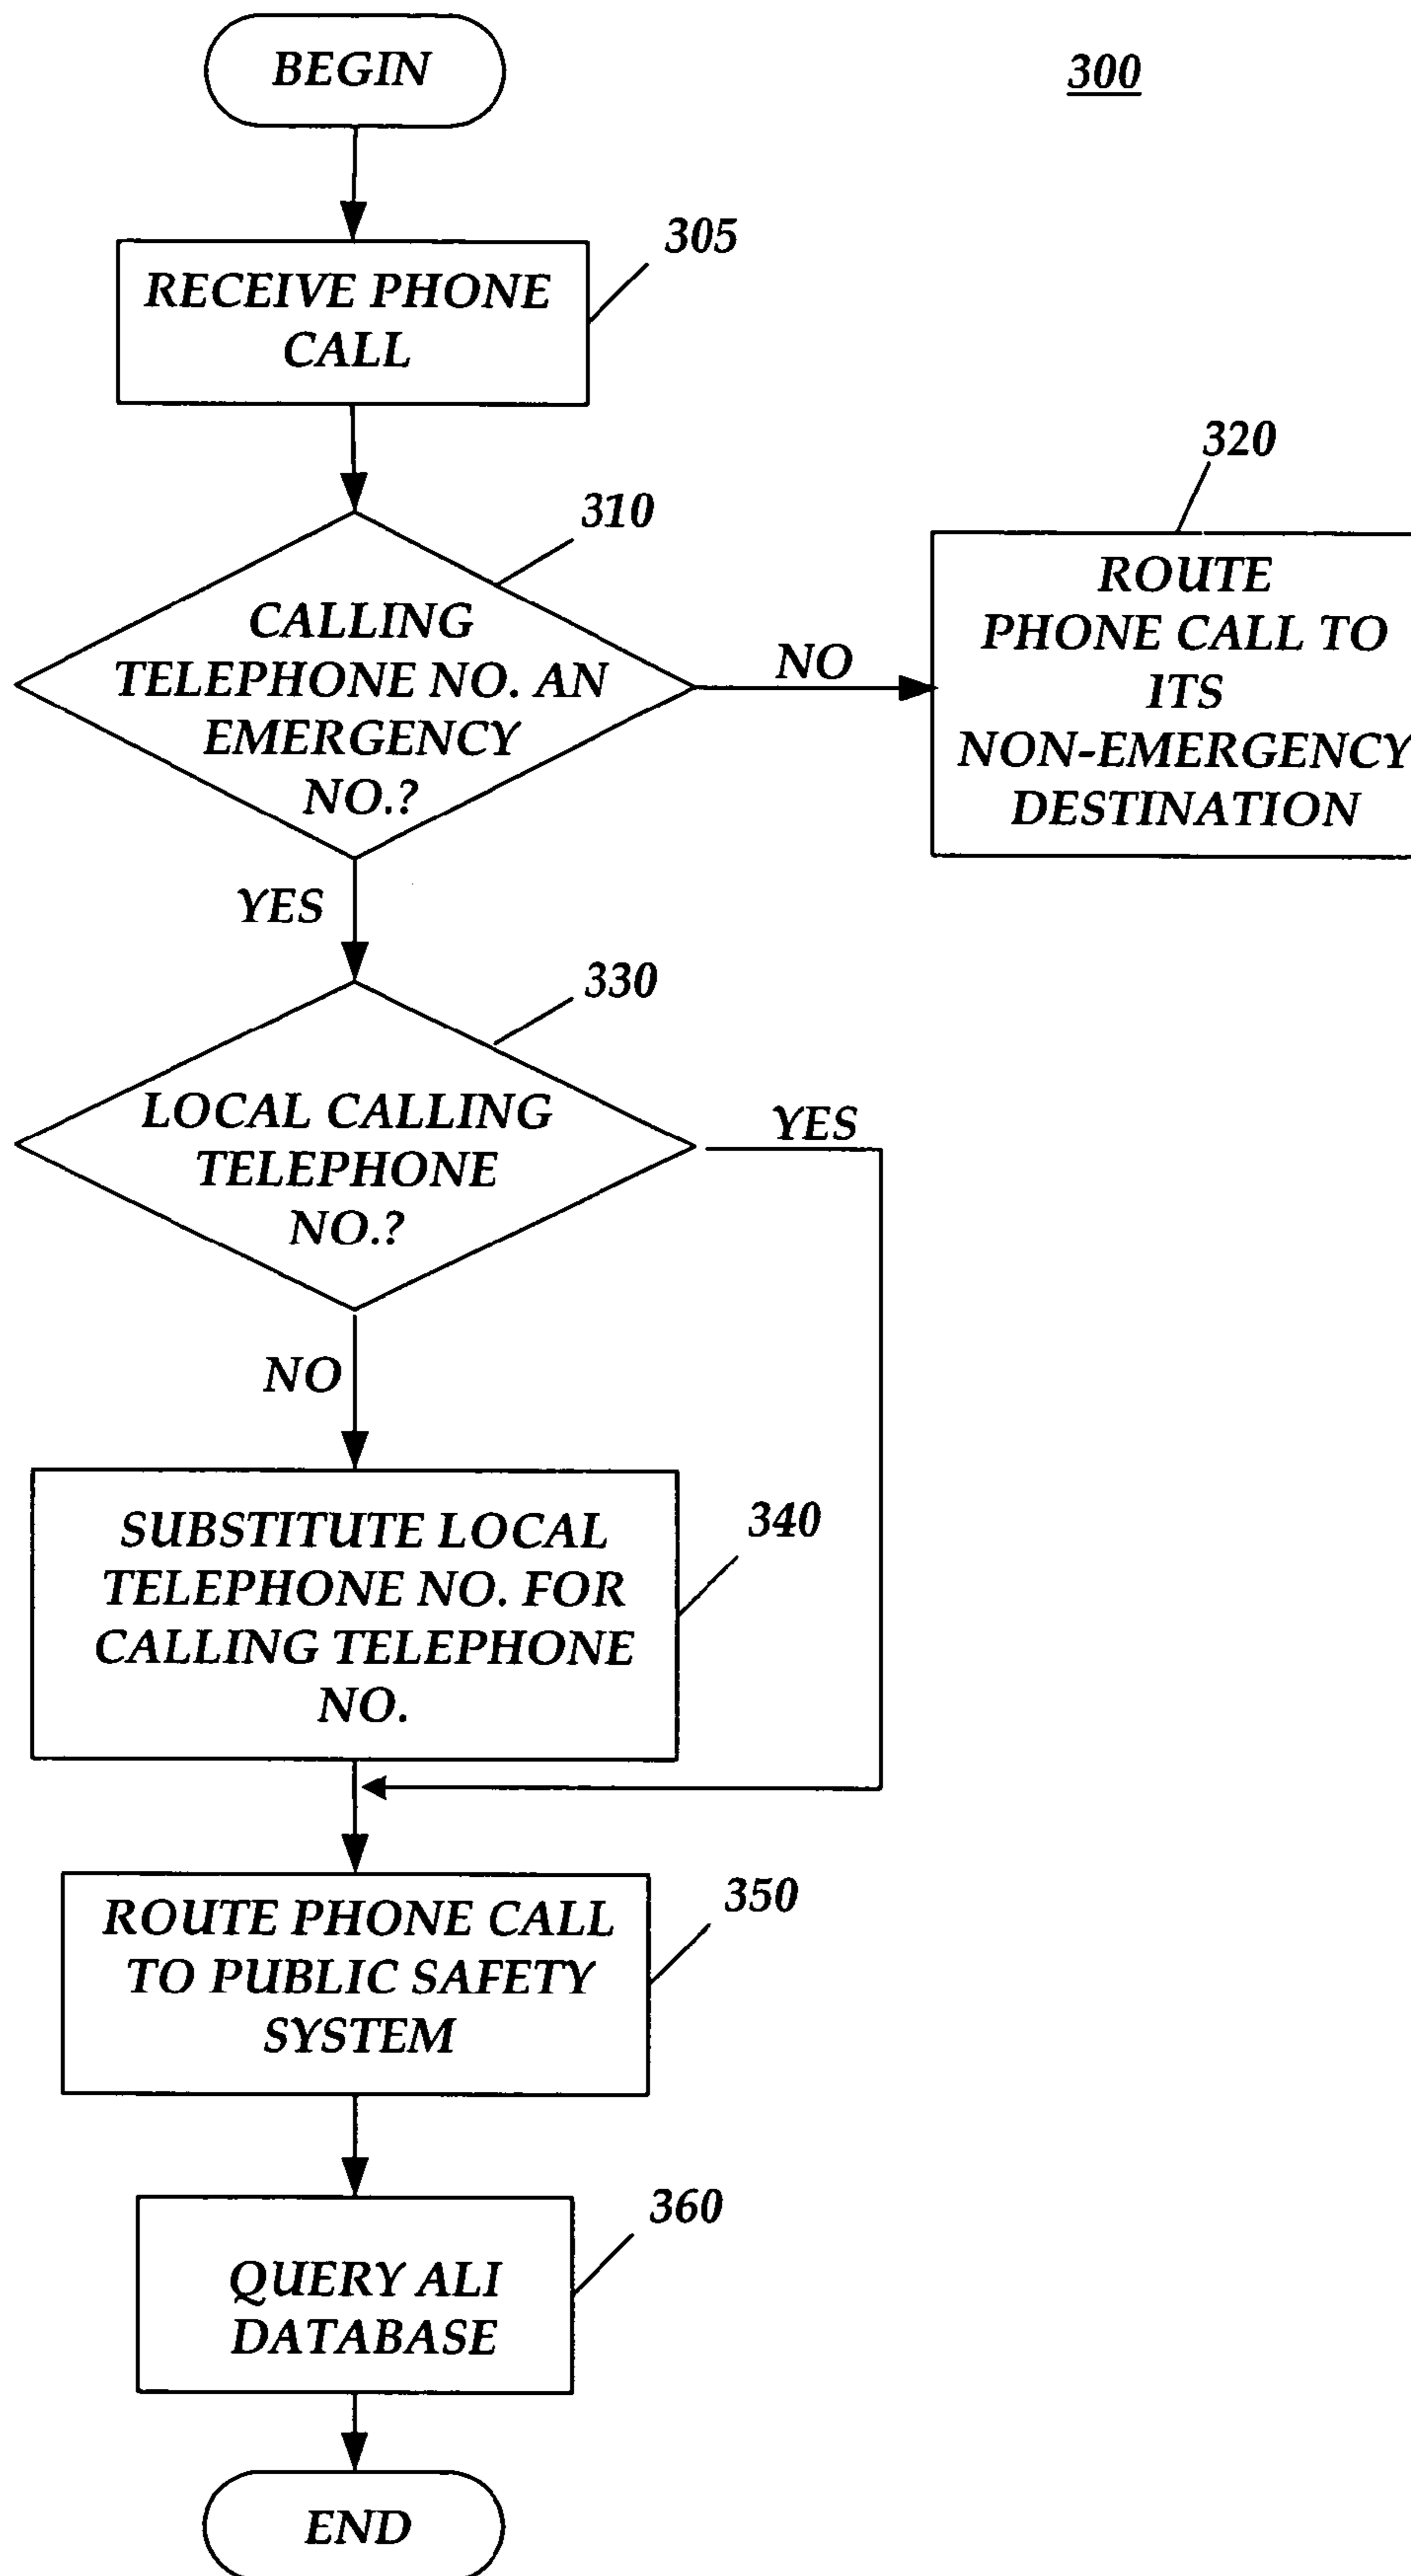 BEGIN
300
305
RECEIVE PHONE
CALL
310
CALLING
TELEPHONE NO. AN
EMERGENCY
NO.?
NO
320
ROUTE
PHONE CALL TO
ITS
NON-EMERGENCY
DESTINATION
YES
330
LOCAL CALLING
TELEPHONE
NO.?
YES
NO
340
SUBSTITUTE LOCAL
TELEPHONE NO. FOR
CALLING TELEPHONE
NO.
350
ROUTE PHONE CALL
TO PUBLIC SAFETY
SYSTEM
360
QUERY ALI
DATABASE
END